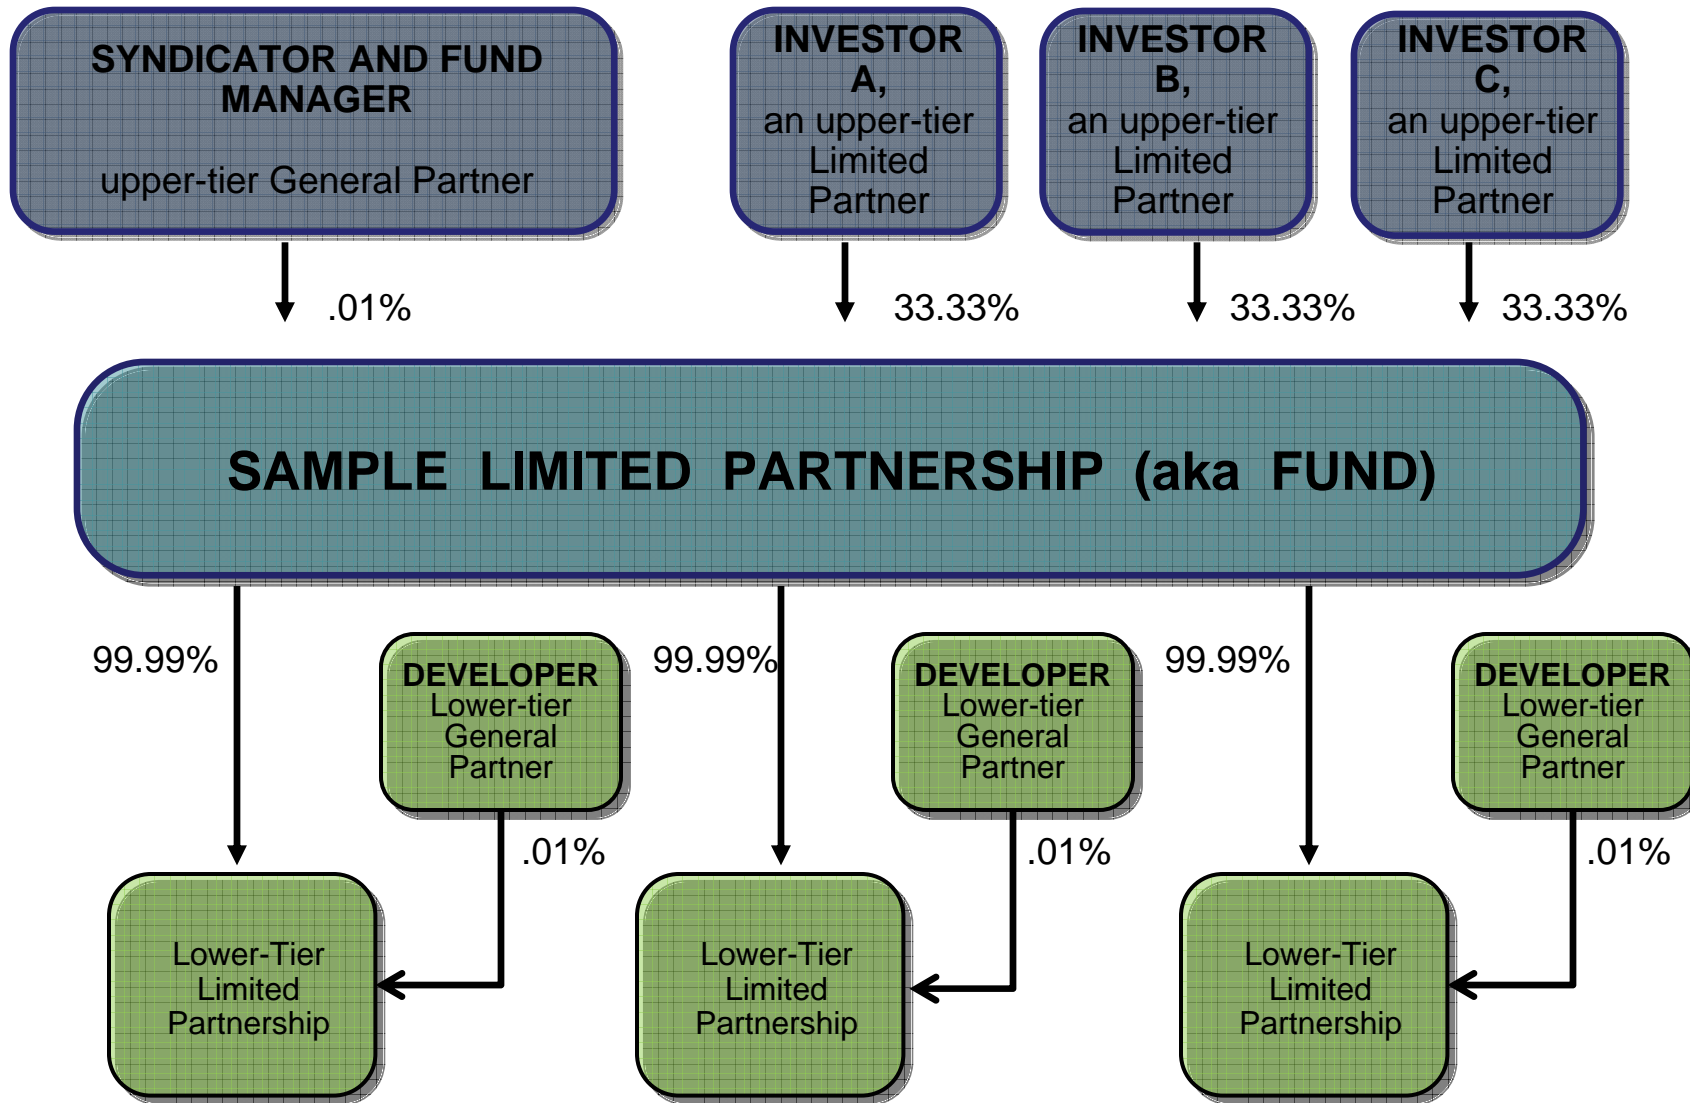 SYNDICATOR AND FUND
MANAGER
upper-tier General Partner
INVESTOR
A,
an upper-tier
Limited
Partner
INVESTOR
B,
an upper-tier
Limited
Partner
INVESTOR
C,
an upper-tier
Limited
Partner
.01%
33.33%
33.33%
33.33%
SAMPLE LIMITED PARTNERSHIP (aka FUND)
99.99%
DEVELOPER
Lower-tier
General
Partner
99.99%
DEVELOPER
Lower-tier
General
Partner
99.99%
DEVELOPER
Lower-tier
General
Partner
.01%
.01%
.01%
Lower-Tier
Limited
Partnership
Lower-Tier
Limited
Partnership
Lower-Tier
Limited
Partnership